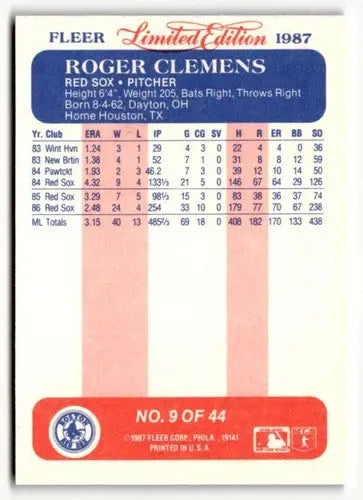 FLEER Limited Edition 1987
ROGER CLEMENS
RED SOX • PITCHER
Height 6'4", Weight 205, Bats Right, Throws Right
Born 8-4-62, Dayton, OH
Home Houston, TX
Yr. Club ERA W L IP G CG SV H R ER BB SO
83 Wint Hvn 1.24 3 1 29 4 3 0 22 4 4 0 36
83 New Brtin 1.38 4 1 52 7 1 0 31 8 8 12 59
84 Pawtckt 1.93 2 3 46.2 7 3 1 39 12 10 14 50
84 Red Sox 4.32 9 4 133⅓ 21 5 0 146 67 64 29 126
85 Red Sox 3.29 7 5 98⅓ 15 3 0 83 38 36 37 74
86 Red Sox 2.48 24 4 254 33 10 0 179 77 70 67 238
ML Totals 3.15 40 13 485⅔ 69 18 0 408 182 170 133 438
NO. 9 OF 44
©1987 FLEER CORP., PHILA., 19141
PRINTED IN U.S.A